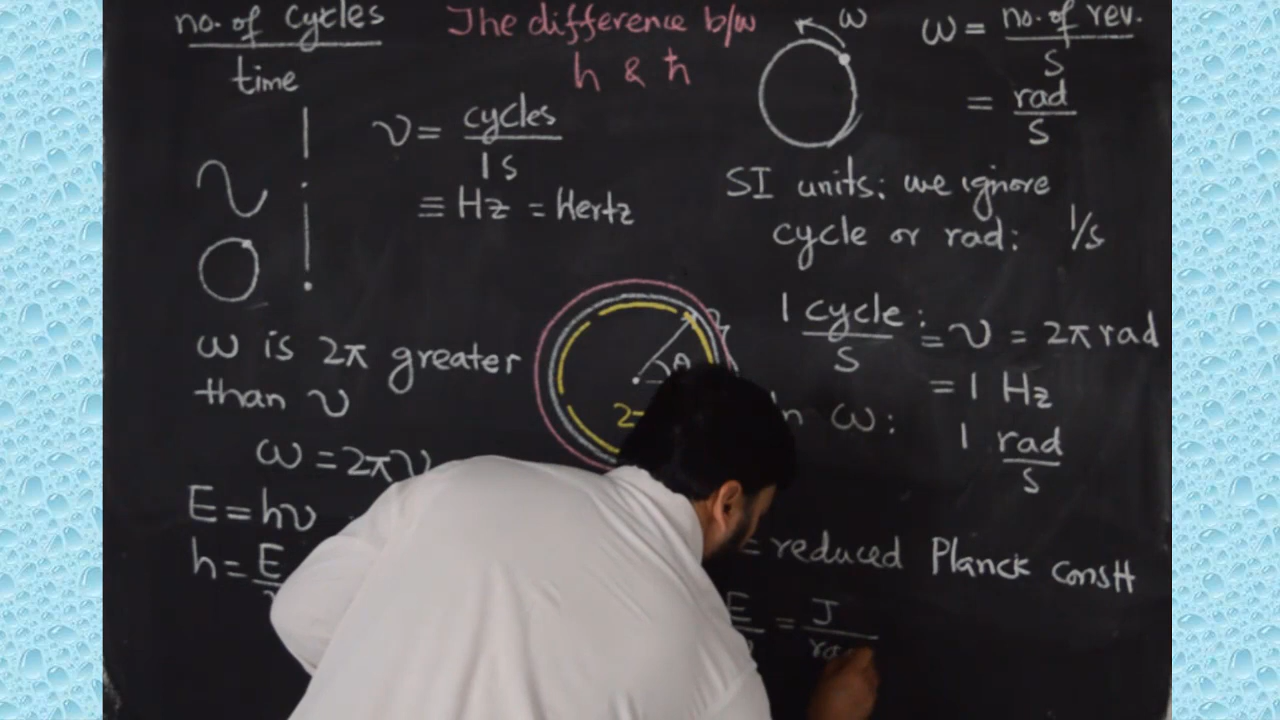 no. of cycles
time
The difference b/w
h & ħ
ω
ω = no. of rev.
s
= rad
s
ν = cycles
1 s
≡ Hz = Hertz
SI units: we ignore
cycle or rad: 1/s
1 cycle : = ν = 2π rad
s
= 1 Hz
θ
ω is 2π greater
than ν
ω = 2πν
ω: 1 rad
s
E = hν
h = E
= reduced Planck constt
E = J